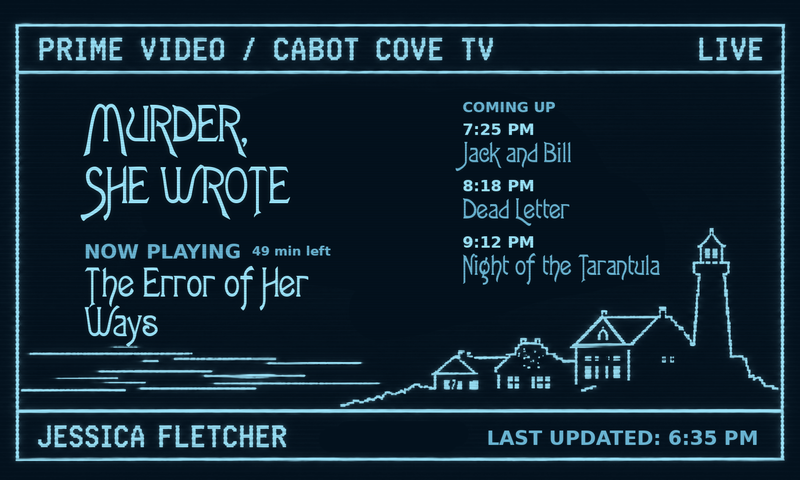 PRIME VIDEO / CABOT COVE TV
LIVE
MURDER,
SHE WROTE
NOW PLAYING 49 min left
The Error of Her
Ways
COMING UP
7:25 PM
Jack and Bill
8:18 PM
Dead Letter
9:12 PM
Night of the Tarantula
JESSICA FLETCHER
LAST UPDATED: 6:35 PM